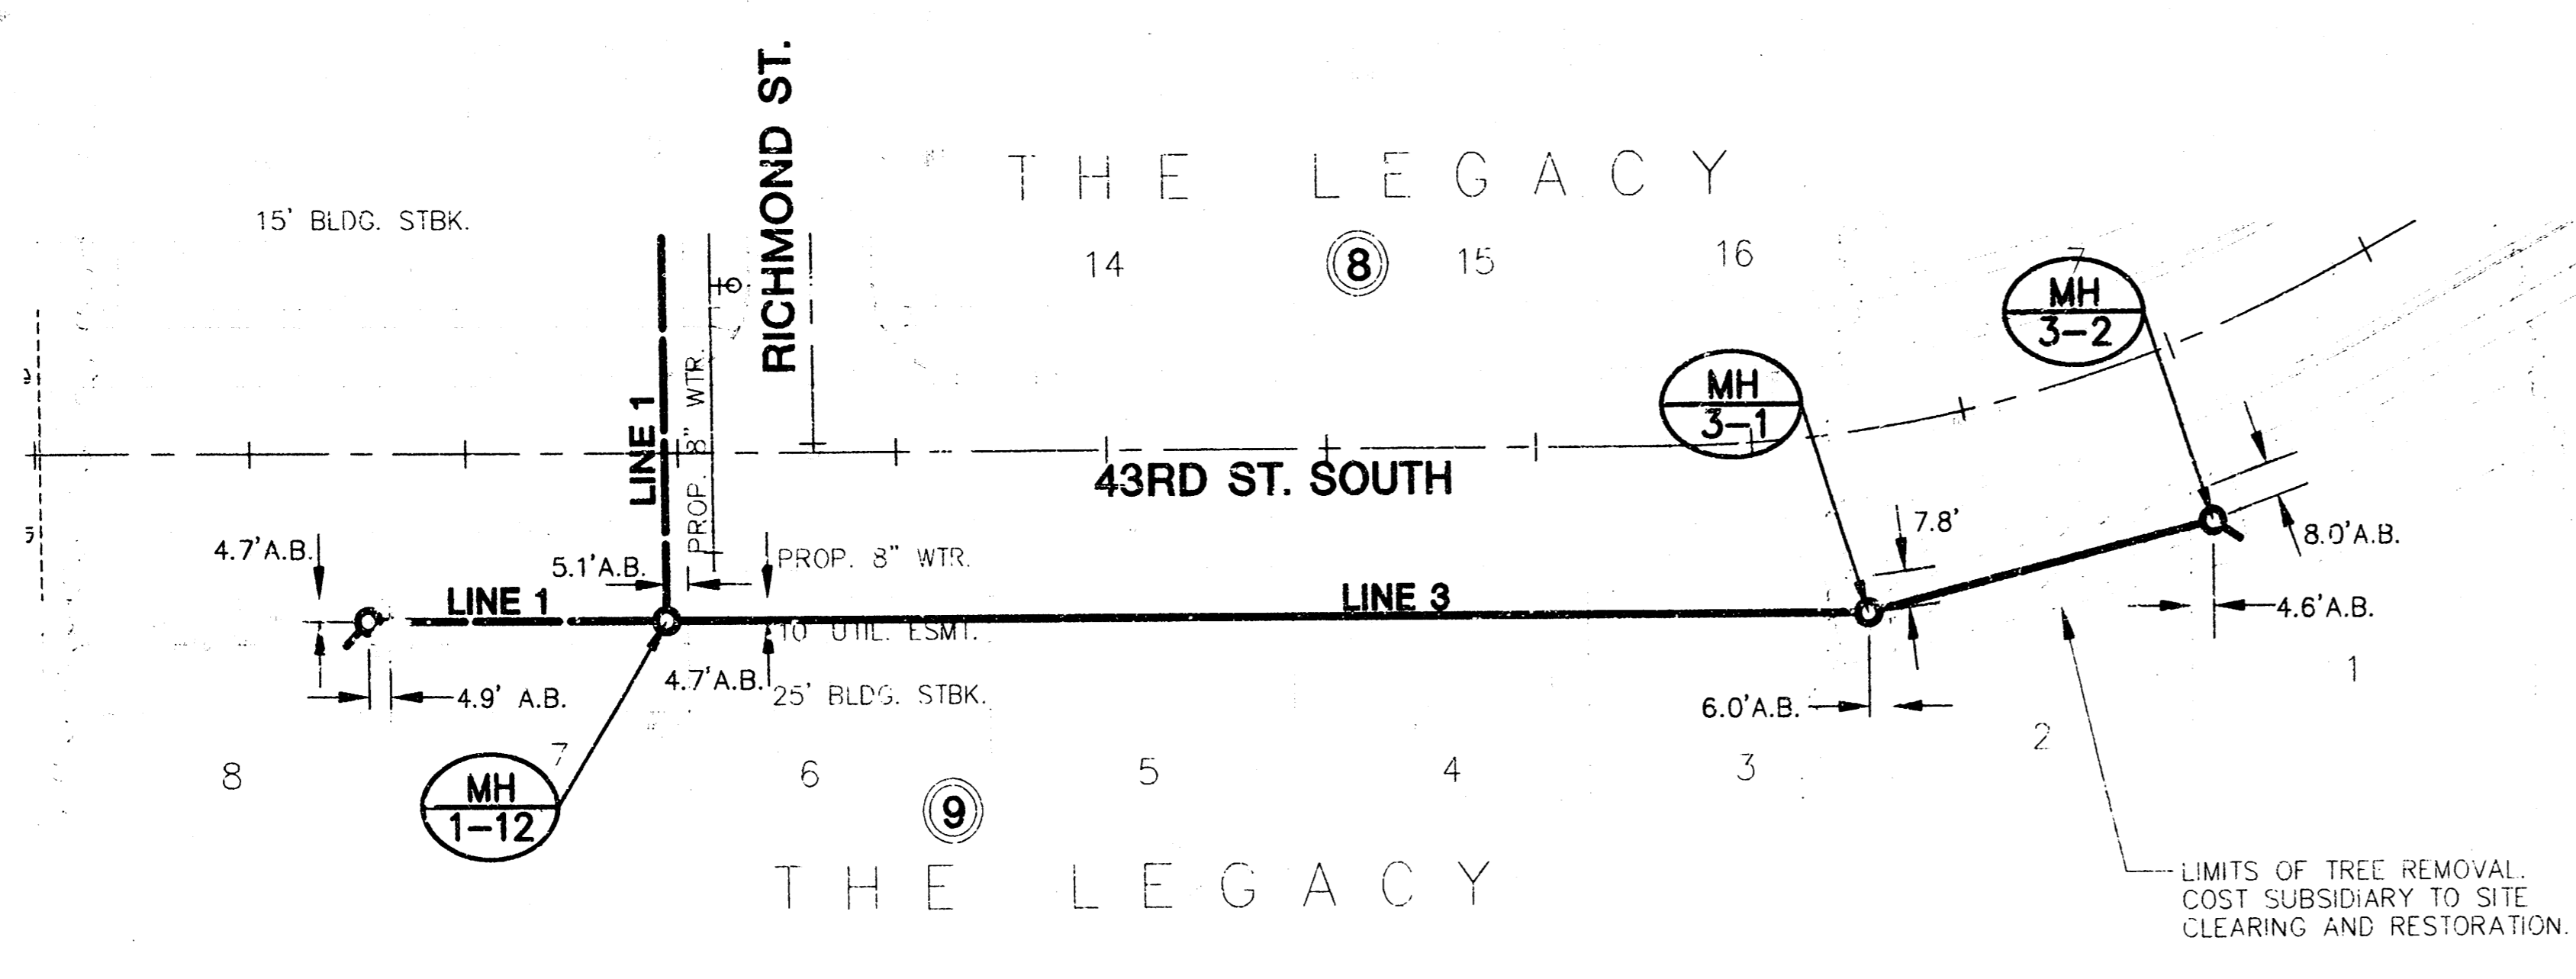 RICHMOND ST.
THE LEGACY
15' BLDG. STBK.
14
8
15
16
7
MH
3-2
MH
3-1
LINE 1
PROP. 8" WTR.
43RD ST. SOUTH
4.7'A.B.
5.1'A.B.
PROP. 8" WTR.
7.8'
8.0'A.B.
LINE 1
LINE 3
4.6'A.B.
UTIL. ESMT.
4.7'A.B.
25' BLDG. STBK.
4.9' A.B.
6.0'A.B.
1
2
8
7
6
5
4
3
MH
1-12
9
THE LEGACY
LIMITS OF TREE REMOVAL.
COST SUBSIDIARY TO SITE
CLEARING AND RESTORATION.